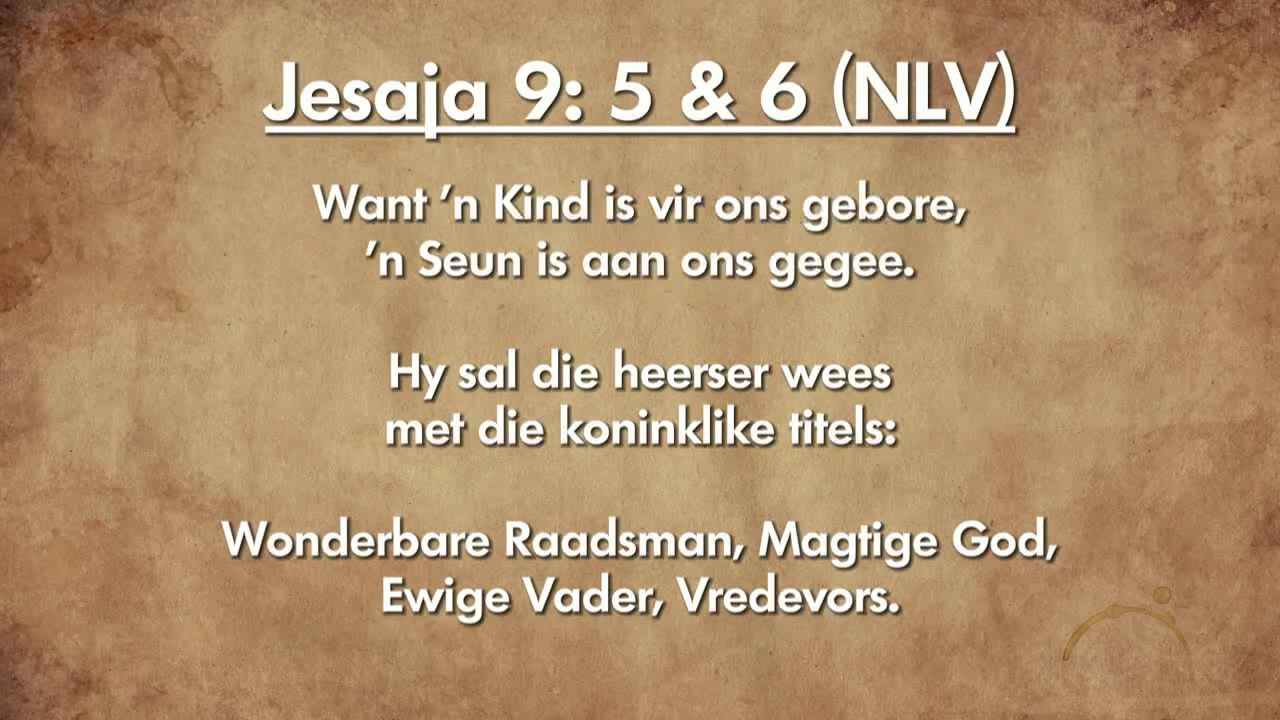 Jesaja 9: 5 & 6 (NLV)
Want ’n Kind is vir ons gebore,
’n Seun is aan ons gegee.
Hy sal die heerser wees
met die koninklike titels:
Wonderbare Raadsman, Magtige God,
Ewige Vader, Vredevors.